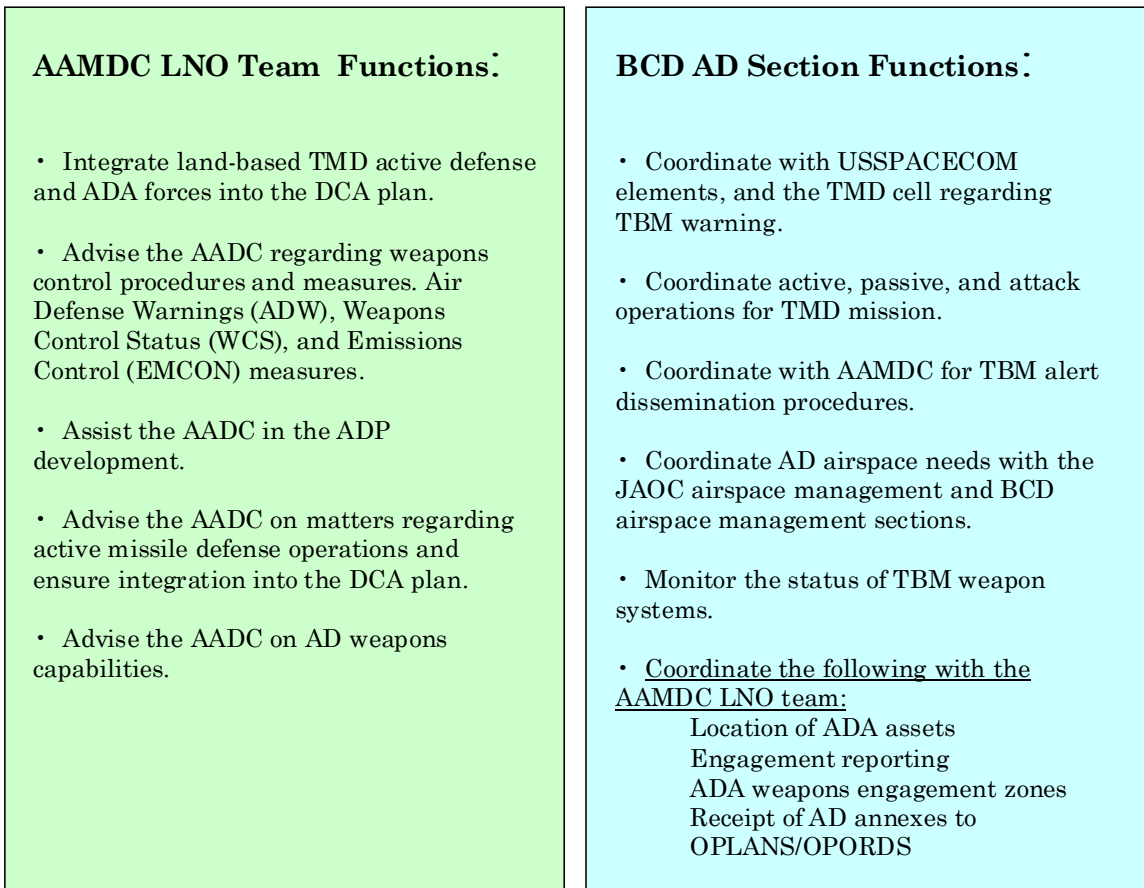 AAMDC LNO Team Functions:
・ Integrate land-based TMD active defense
and ADA forces into the DCA plan.
・ Advise the AADC regarding weapons
control procedures and measures. Air
Defense Warnings (ADW), Weapons
Control Status (WCS), and Emissions
Control (EMCON) measures.
・ Assist the AADC in the ADP
development.
・ Advise the AADC on matters regarding
active missile defense operations and
ensure integration into the DCA plan.
・ Advise the AADC on AD weapons
capabilities.
BCD AD Section Functions:
・ Coordinate with USSPACECOM
elements, and the TMD cell regarding
TBM warning.
・ Coordinate active, passive, and attack
operations for TMD mission.
・ Coordinate with AAMDC for TBM alert
dissemination procedures.
・ Coordinate AD airspace needs with the
JAOC airspace management and BCD
airspace management sections.
・ Monitor the status of TBM weapon
systems.
・ Coordinate the following with the
AAMDC LNO team:
Location of ADA assets
Engagement reporting
ADA weapons engagement zones
Receipt of AD annexes to
OPLANS/OPORDS